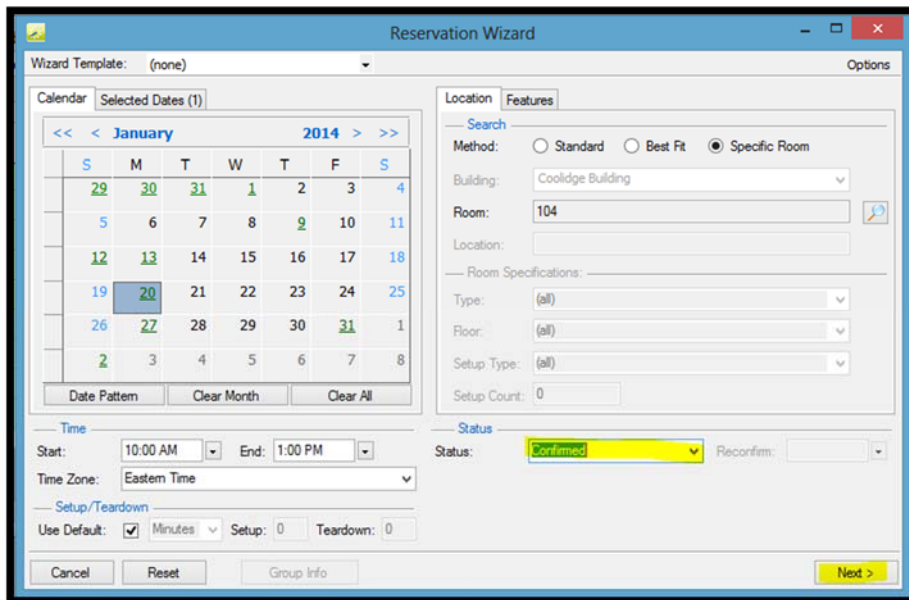 Reservation Wizard
Wizard Template: (none) Options
Calendar Selected Dates (1)
<< < January 2014 > >>
S M T W T F S
29 30 31 1 2 3 4
5 6 7 8 9 10 11
12 13 14 15 16 17 18
19 20 21 22 23 24 25
26 27 28 29 30 31 1
2 3 4 5 6 7 8
Date Pattern Clear Month Clear All
Location Features
Search
Method: Standard Best Fit Specific Room
Building: Coolidge Building
Room: 104
Location:
Room Specifications:
Type: (all)
Floor: (all)
Setup Type: (all)
Setup Count: 0
Time
Start: 10:00 AM End: 1:00 PM
Time Zone: Eastern Time
Setup/Teardown
Use Default: Minutes Setup: 0 Teardown: 0
Status
Status: Confirmed Reconfirm:
Cancel Reset Group Info Next >